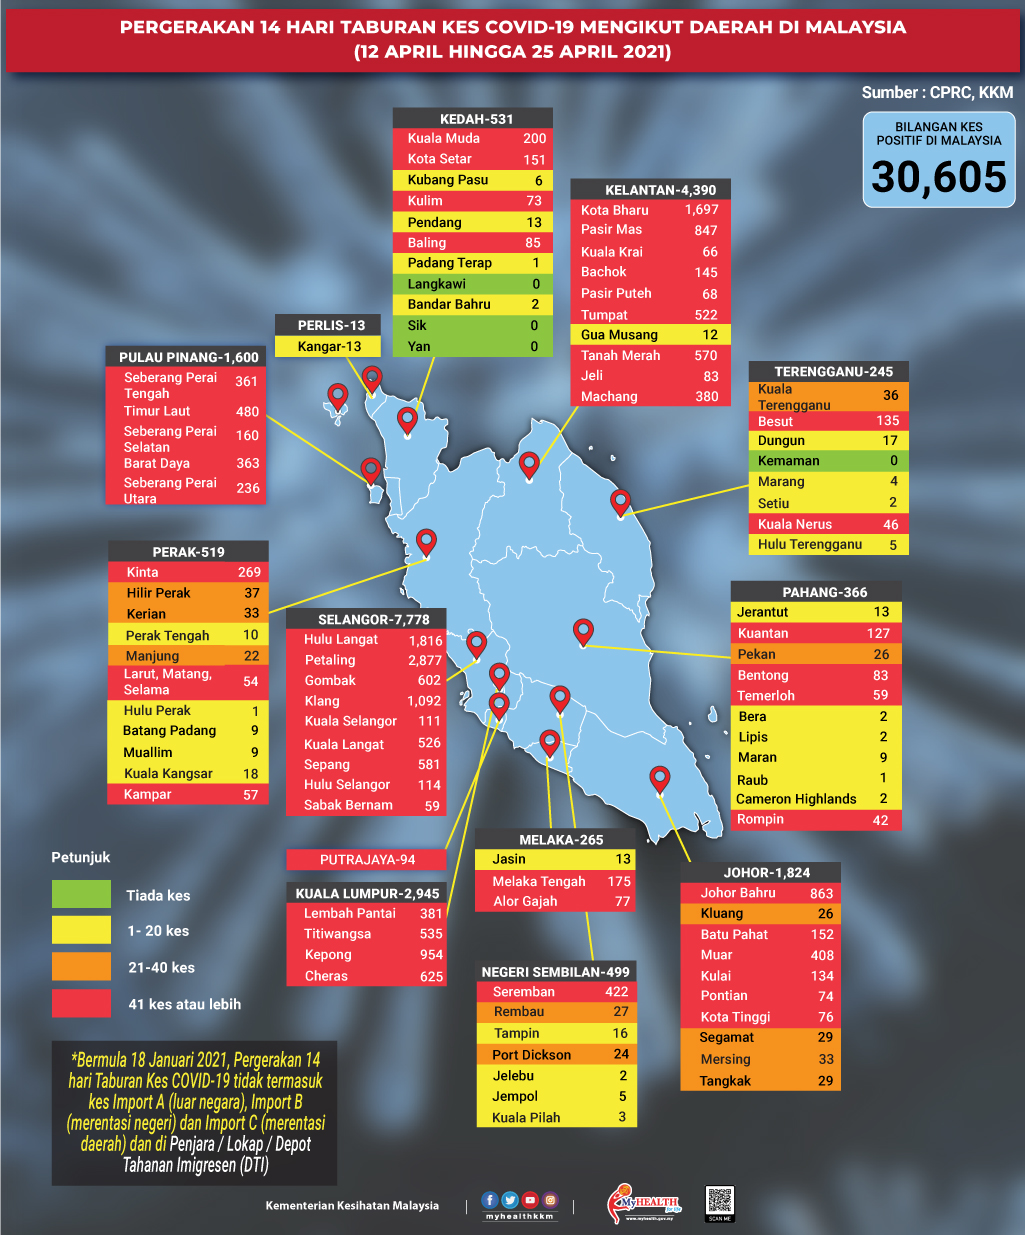 PERGERAKAN 14 HARI TABURAN KES COVID-19 MENGIKUT DAERAH DI MALAYSIA
(12 APRIL HINGGA 25 APRIL 2021)
Sumber : CPRC, KKM
BILANGAN KES
POSITIF DI MALAYSIA
30,605
KEDAH-531
Kuala Muda 200
Kota Setar 151
Kubang Pasu 6
Kulim 73
Pendang 13
Baling 85
Padang Terap 1
Langkawi 0
Bandar Bahru 2
Sik 0
Yan 0
KELANTAN-4,390
Kota Bharu 1,697
Pasir Mas 847
Kuala Krai 66
Bachok 145
Pasir Puteh 68
Tumpat 522
Gua Musang 12
Tanah Merah 570
Jeli 83
Machang 380
PERLIS-13
Kangar-13
PULAU PINANG-1,600
Seberang Perai
Tengah 361
Timur Laut 480
Seberang Perai
Selatan 160
Barat Daya 363
Seberang Perai
Utara 236
TERENGGANU-245
Kuala
Terengganu 36
Besut 135
Dungun 17
Kemaman 0
Marang 4
Setiu 2
Kuala Nerus 46
Hulu Terengganu 5
PERAK-519
Kinta 269
Hilir Perak 37
Kerian 33
Perak Tengah 10
Manjung 22
Larut, Matang,
Selama 54
Hulu Perak 1
Batang Padang 9
Muallim 9
Kuala Kangsar 18
Kampar 57
SELANGOR-7,778
Hulu Langat 1,816
Petaling 2,877
Gombak 602
Klang 1,092
Kuala Selangor 111
Kuala Langat 526
Sepang 581
Hulu Selangor 114
Sabak Bernam 59
PAHANG-366
Jerantut 13
Kuantan 127
Pekan 26
Bentong 83
Temerloh 59
Bera 2
Lipis 2
Maran 9
Raub 1
Cameron Highlands 2
Rompin 42
PUTRAJAYA-94
KUALA LUMPUR-2,945
Lembah Pantai 381
Titiwangsa 535
Kepong 954
Cheras 625
MELAKA-265
Jasin 13
Melaka Tengah 175
Alor Gajah 77
NEGERI SEMBILAN-499
Seremban 422
Rembau 27
Tampin 16
Port Dickson 24
Jelebu 2
Jempol 5
Kuala Pilah 3
JOHOR-1,824
Johor Bahru 863
Kluang 26
Batu Pahat 152
Muar 408
Kulai 134
Pontian 74
Kota Tinggi 76
Segamat 29
Mersing 33
Tangkak 29
Petunjuk
Tiada kes
1- 20 kes
21-40 kes
41 kes atau lebih
*Bermula 18 Januari 2021, Pergerakan 14
hari Taburan Kes COVID-19 tidak termasuk
kes Import A (luar negara), Import B
(merentasi negeri) dan Import C (merentasi
daerah) dan di Penjara / Lokap / Depot
Tahanan Imigresen (DTI)
Kementerian Kesihatan Malaysia
myhealthkkm
MyHEALTH
for life
www.myhealth.gov.my
SCAN ME